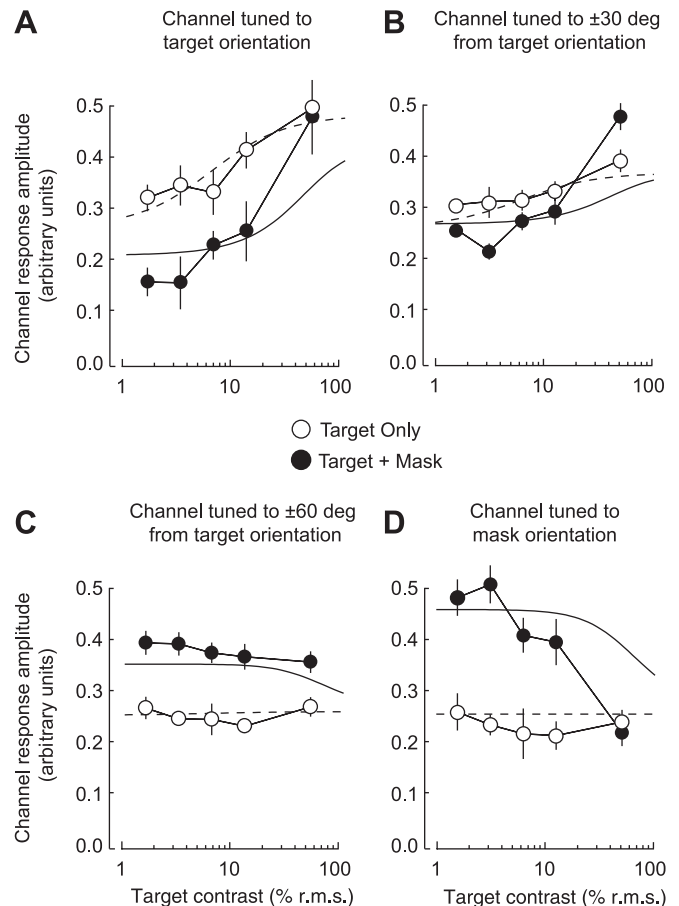 A
Channel tuned to
target orientation
B
Channel tuned to ±30 deg
from target orientation
Channel response amplitude
(arbitrary units)
0.5
0.4
0.3
0.2
0.1
0.0
1
10
100
0.5
0.4
0.3
0.2
0.1
0.0
1
10
100
Target Only
Target + Mask
C
Channel tuned to ±60 deg
from target orientation
D
Channel tuned to
mask orientation
Channel response amplitude
(arbitrary units)
0.5
0.4
0.3
0.2
0.1
0.0
1
10
100
Target contrast (% r.m.s.)
0.5
0.4
0.3
0.2
0.1
0.0
1
10
100
Target contrast (% r.m.s.)